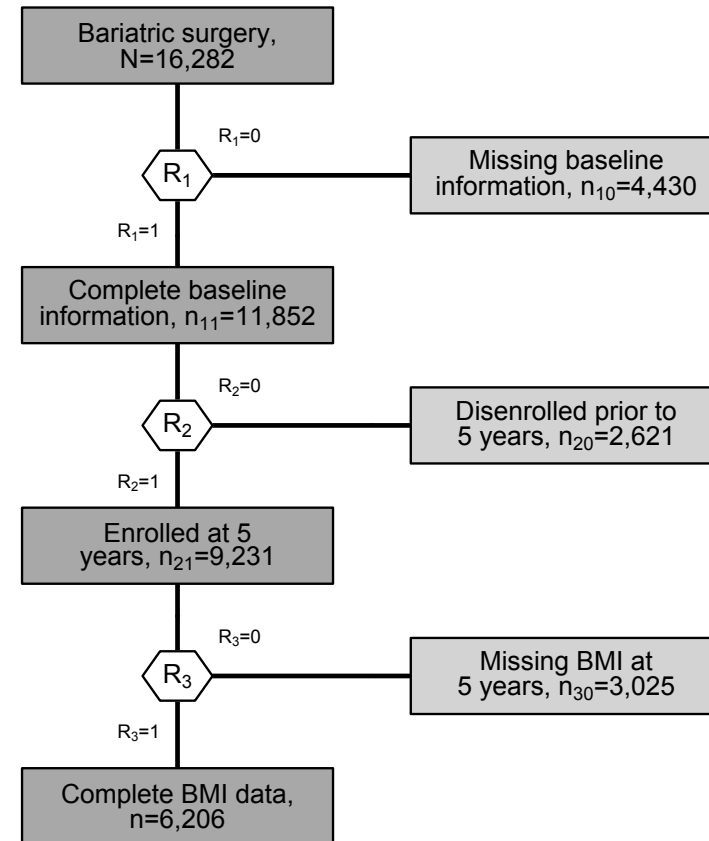 Bariatric surgery,
N=16,282
R₁=0
R₁
Missing baseline
information, n₁₀=4,430
R₁=1
Complete baseline
information, n₁₁=11,852
R₂=0
R₂
Disenrolled prior to
5 years, n₂₀=2,621
R₂=1
Enrolled at 5
years, n₂₁=9,231
R₃=0
R₃
Missing BMI at
5 years, n₃₀=3,025
R₃=1
Complete BMI data,
n=6,206